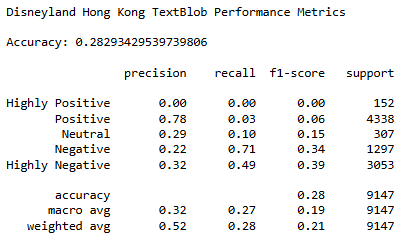 Disneyland Hong Kong TextBlob Performance Metrics
Accuracy: 0.28293429539739806
precision recall f1-score support
Highly Positive 0.00 0.00 0.00 152
Positive 0.78 0.03 0.06 4338
Neutral 0.29 0.10 0.15 307
Negative 0.22 0.71 0.34 1297
Highly Negative 0.32 0.49 0.39 3053
accuracy 0.28 9147
macro avg 0.32 0.27 0.19 9147
weighted avg 0.52 0.28 0.21 9147